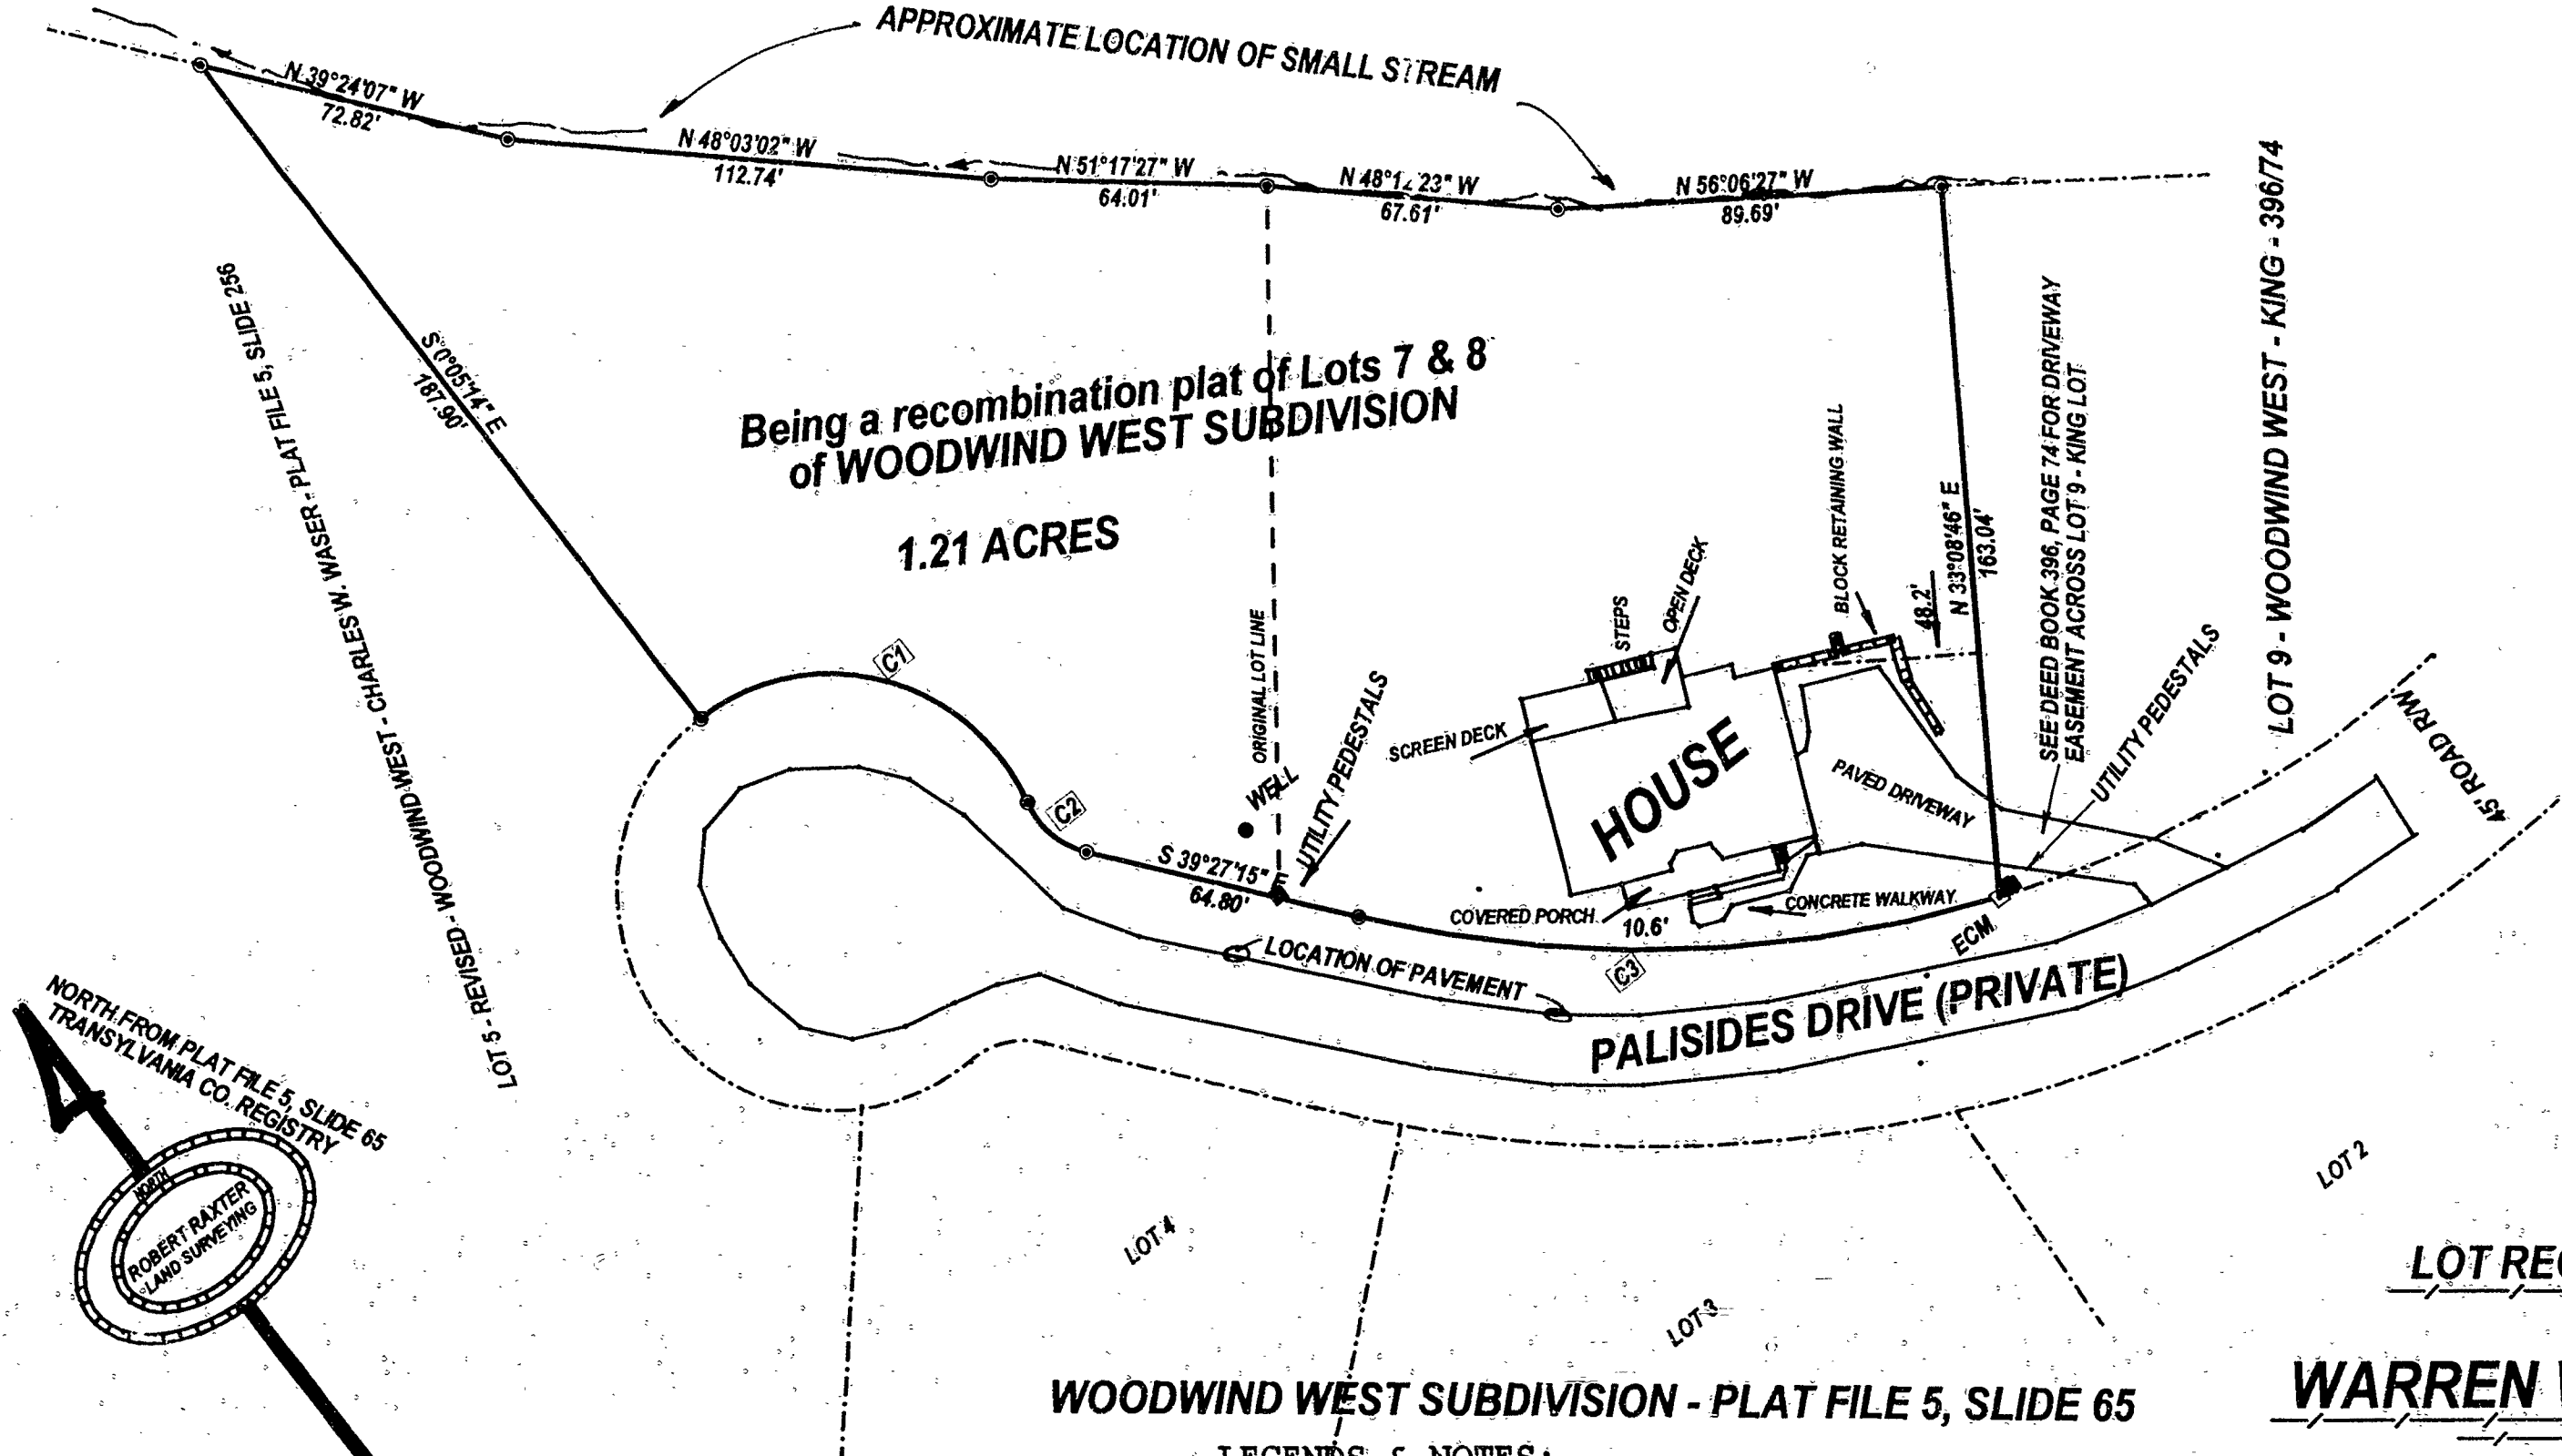 APPROXIMATE LOCATION OF SMALL STREAM
N 39°24'07" W
72.82'
N 48°03'02" W
112.74'
N 51°17'27" W
64.01'
67.61'
N 56°06'27" W
89.69'
LOT 9 - WOODWIND WEST - KING - 396/74
S 0°05'14" E
187.90'
LOT 5 - REVISED - WOODWIND WEST - CHARLES W. WASER - PLAT FILE 5, SLIDE 256
Being a recombination plat of Lots 7 & 8
of WOODWIND WEST SUBDIVISION
1.21 ACRES
ORIGINAL LOT LINE
BLOCK RETAINING WALL
48.2'
N 33°08'46" E
163.04'
SEE DEED BOOK 396, PAGE 74 FOR DRIVEWAY
EASEMENT ACROSS LOT 9 - KING LOT
UTILITY PEDESTALS
STEPS
OPEN DECK
SCREEN DECK
HOUSE
PAVED DRIVEWAY
45' ROAD R/W
C1
C2
WELL
UTILITY PEDESTALS
S 39°27'15" E
64.80'
COVERED PORCH
10.6'
CONCRETE WALKWAY
ECM
C3
LOCATION OF PAVEMENT
PALISIDES DRIVE (PRIVATE)
NORTH FROM PLAT FILE 5, SLIDE 65
TRANSYLVANIA CO. REGISTRY
NORTH
ROBERT RAXTER
LAND SURVEYING
LOT 4
LOT 3
LOT 2
LOT REC
WARREN
WOODWIND WEST SUBDIVISION - PLAT FILE 5, SLIDE 65
LEGENDS & NOTES: